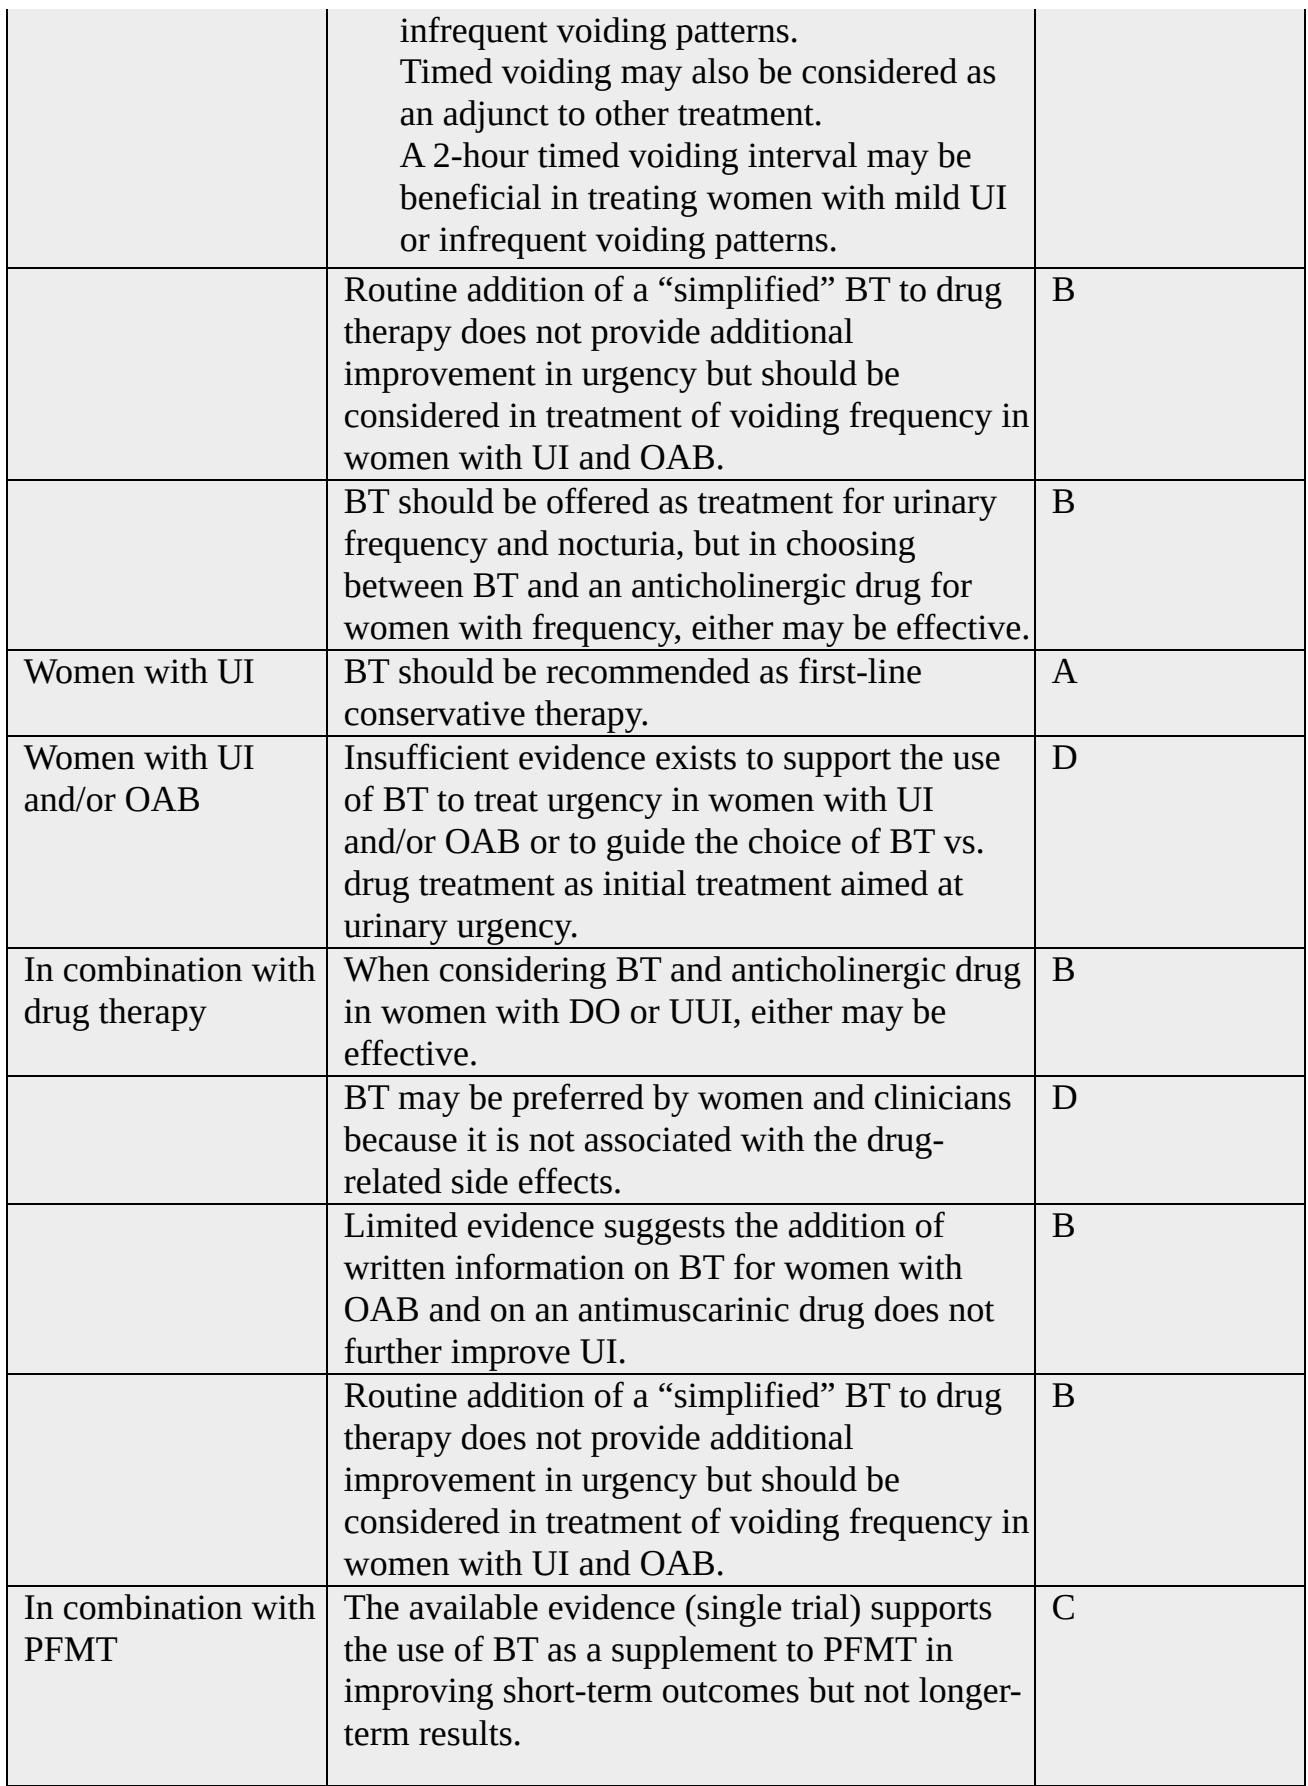 infrequent voiding patterns.
Timed voiding may also be considered as
an adjunct to other treatment.
A 2-hour timed voiding interval may be
beneficial in treating women with mild UI
or infrequent voiding patterns.
Routine addition of a “simplified” BT to drug
therapy does not provide additional
improvement in urgency but should be
considered in treatment of voiding frequency in
women with UI and OAB.
B
BT should be offered as treatment for urinary
frequency and nocturia, but in choosing
between BT and an anticholinergic drug for
women with frequency, either may be effective.
B
Women with UI
BT should be recommended as first-line
conservative therapy.
A
Women with UI
and/or OAB
Insufficient evidence exists to support the use
of BT to treat urgency in women with UI
and/or OAB or to guide the choice of BT vs.
drug treatment as initial treatment aimed at
urinary urgency.
D
In combination with
drug therapy
When considering BT and anticholinergic drug
in women with DO or UUI, either may be
effective.
B
BT may be preferred by women and clinicians
because it is not associated with the drug-
related side effects.
D
Limited evidence suggests the addition of
written information on BT for women with
OAB and on an antimuscarinic drug does not
further improve UI.
B
Routine addition of a “simplified” BT to drug
therapy does not provide additional
improvement in urgency but should be
considered in treatment of voiding frequency in
women with UI and OAB.
B
In combination with
PFMT
The available evidence (single trial) supports
the use of BT as a supplement to PFMT in
improving short-term outcomes but not longer-
term results.
C